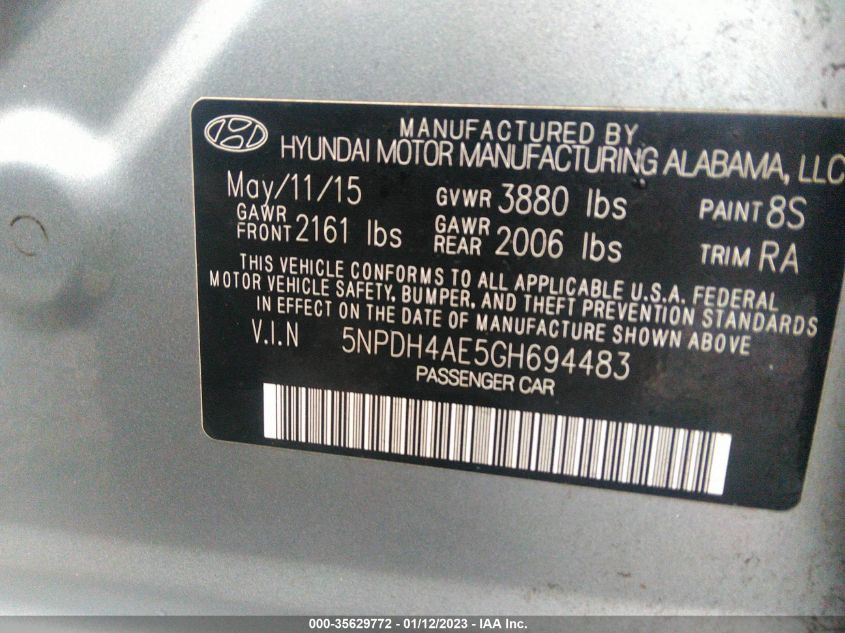 MANUFACTURED BY
HYUNDAI MOTOR MANUFACTURING ALABAMA, LLC
May/11/15 GVWR 3880 lbs PAINT 8S
GAWR FRONT 2161 lbs GAWR REAR 2006 lbs TRIM RA
THIS VEHICLE CONFORMS TO ALL APPLICABLE U.S.A. FEDERAL
MOTOR VEHICLE SAFETY, BUMPER, AND THEFT PREVENTION STANDARDS
IN EFFECT ON THE DATE OF MANUFACTURE SHOWN ABOVE
V.I.N 5NPDH4AE5GH694483
PASSENGER CAR
000-35629772 - 01/12/2023 - IAA Inc.